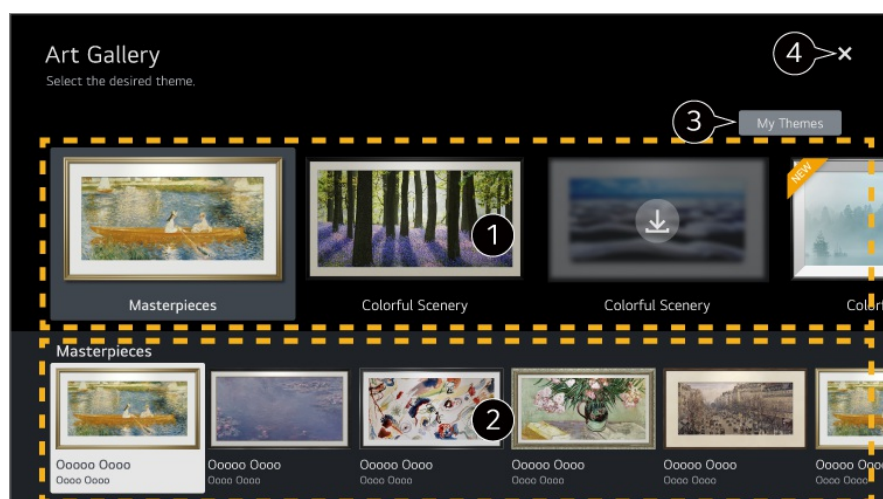 Art Gallery
Select the desired theme.
4
3
My Themes
NEW
1
Masterpieces
Colorful Scenery
Colorful Scenery
Masterpieces
2
Ooooo Oooo
Ooooo Oooo
Ooooo Oooo
Ooooo Oooo
Ooooo Oooo
Oooo Oooo
Oooo Oooo
Oooo Oooo
Oooo Oooo
Oooo Oooo